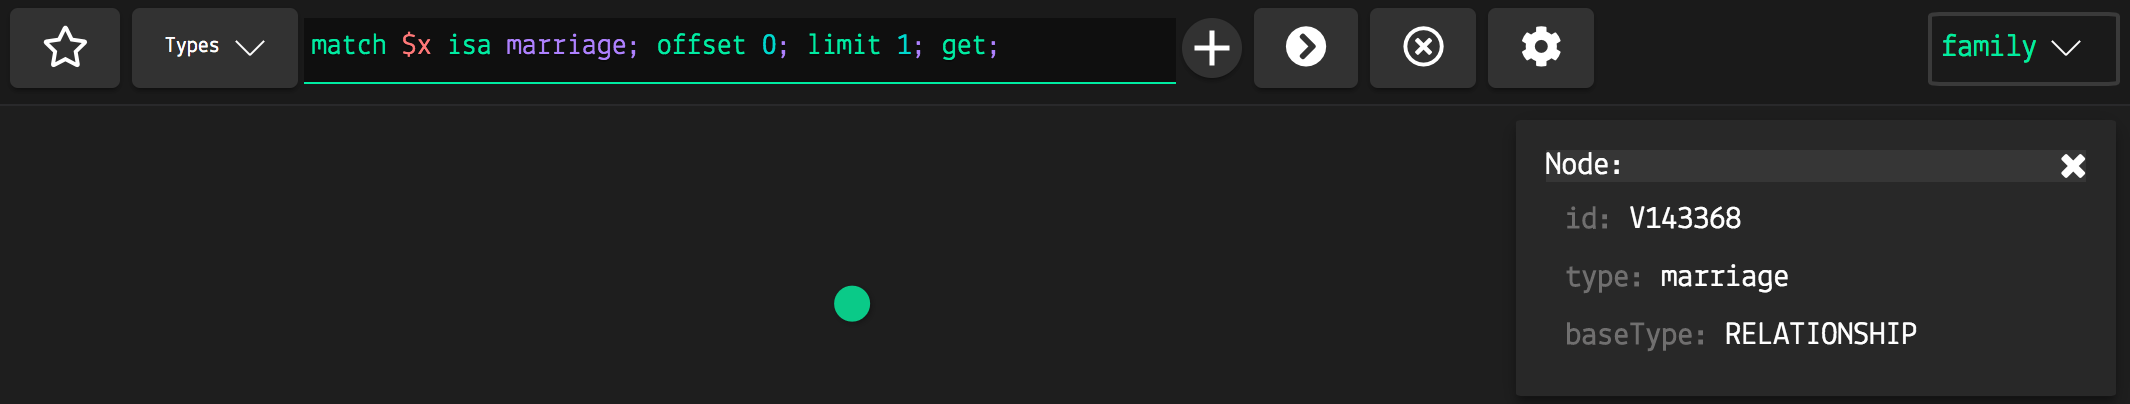 Types
match $x isa marriage; offset 0; limit 1; get;
family
Node:
id: V143368
type: marriage
baseType: RELATIONSHIP